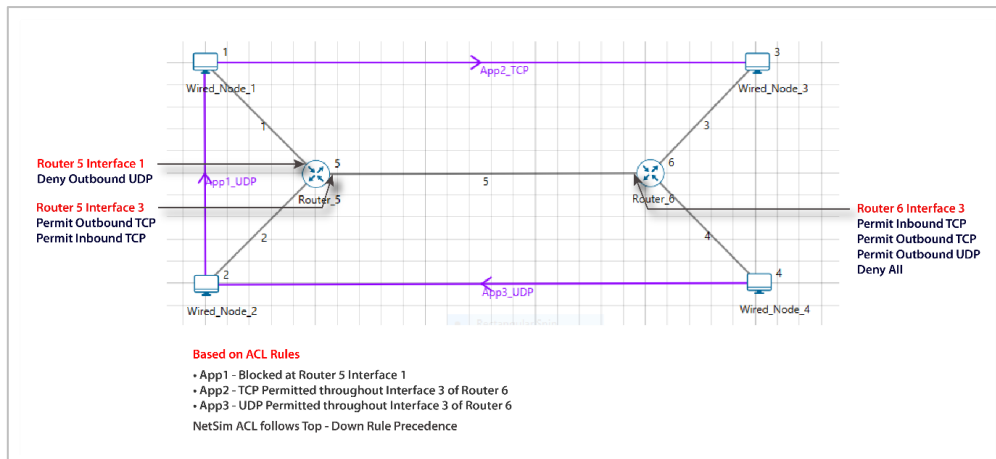 1
3
App2_TCP
Wired_Node_1
Wired_Node_3
1
3
Router 5 Interface 1
Deny Outbound UDP
5
6
App1_UDP
5
Router_5
Router_6
Router 5 Interface 3
Permit Outbound TCP
Permit Inbound TCP
Router 6 Interface 3
Permit Inbound TCP
Permit Outbound TCP
Permit Outbound UDP
Deny All
2
4
2
4
App3_UDP
Wired_Node_2
Wired_Node_4
Based on ACL Rules
• App1 - Blocked at Router 5 Interface 1
• App2 - TCP Permitted throughout Interface 3 of Router 6
• App3 - UDP Permitted throughout Interface 3 of Router 6
NetSim ACL follows Top - Down Rule Precedence